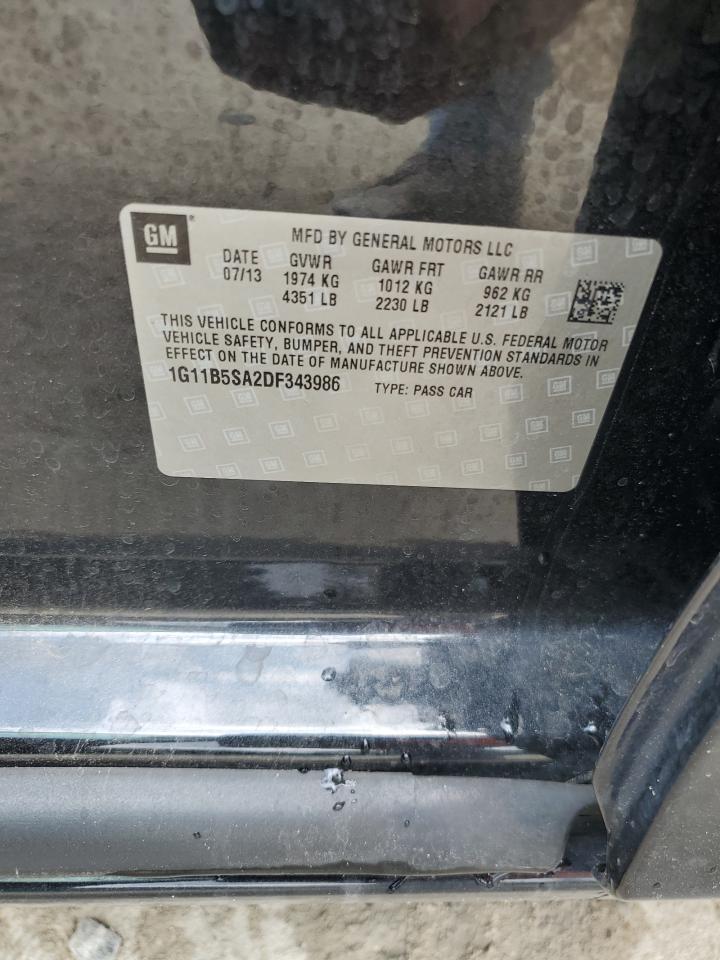 GM®
MFD BY GENERAL MOTORS LLC
DATE GVWR GAWR FRT GAWR RR
07/13 1974 KG 1012 KG 962 KG
4351 LB 2230 LB 2121 LB
THIS VEHICLE CONFORMS TO ALL APPLICABLE U.S. FEDERAL MOTOR
VEHICLE SAFETY, BUMPER, AND THEFT PREVENTION STANDARDS IN
EFFECT ON THE DATE OF MANUFACTURE SHOWN ABOVE.
1G11B5SA2DF343986 TYPE: PASS CAR